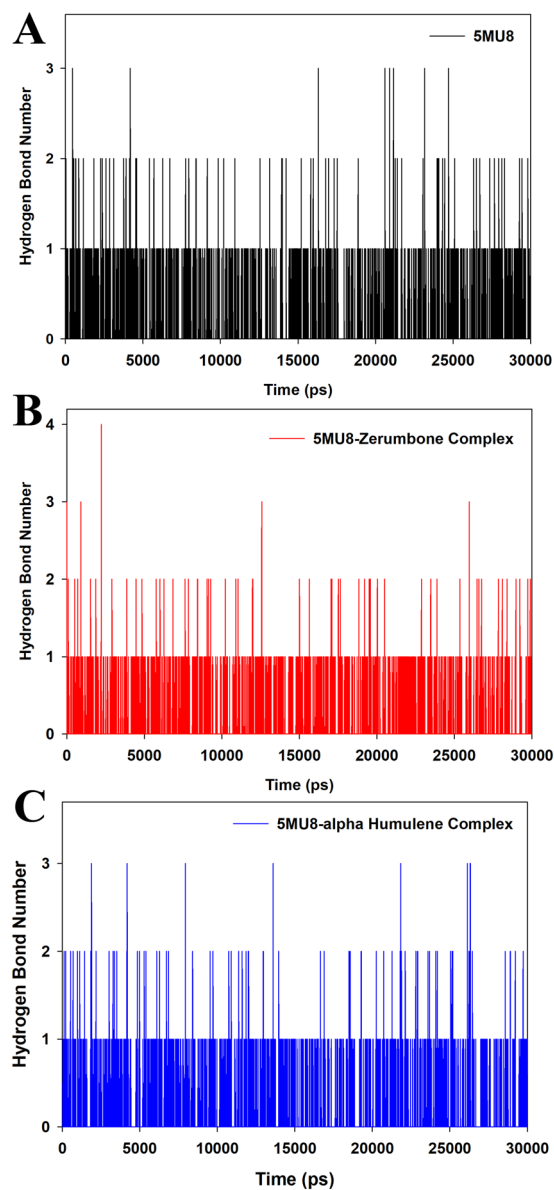 A
5MU8
3
2
1
0
Hydrogen Bond Number
0 5000 10000 15000 20000 25000 30000
Time (ps)
B
5MU8-Zerumbone Complex
4
3
2
1
0
Hydrogen Bond Number
0 5000 10000 15000 20000 25000 30000
Time (ps)
C
5MU8-alpha Humulene Complex
3
2
1
0
Hydrogen Bond Number
0 5000 10000 15000 20000 25000 30000
Time (ps)